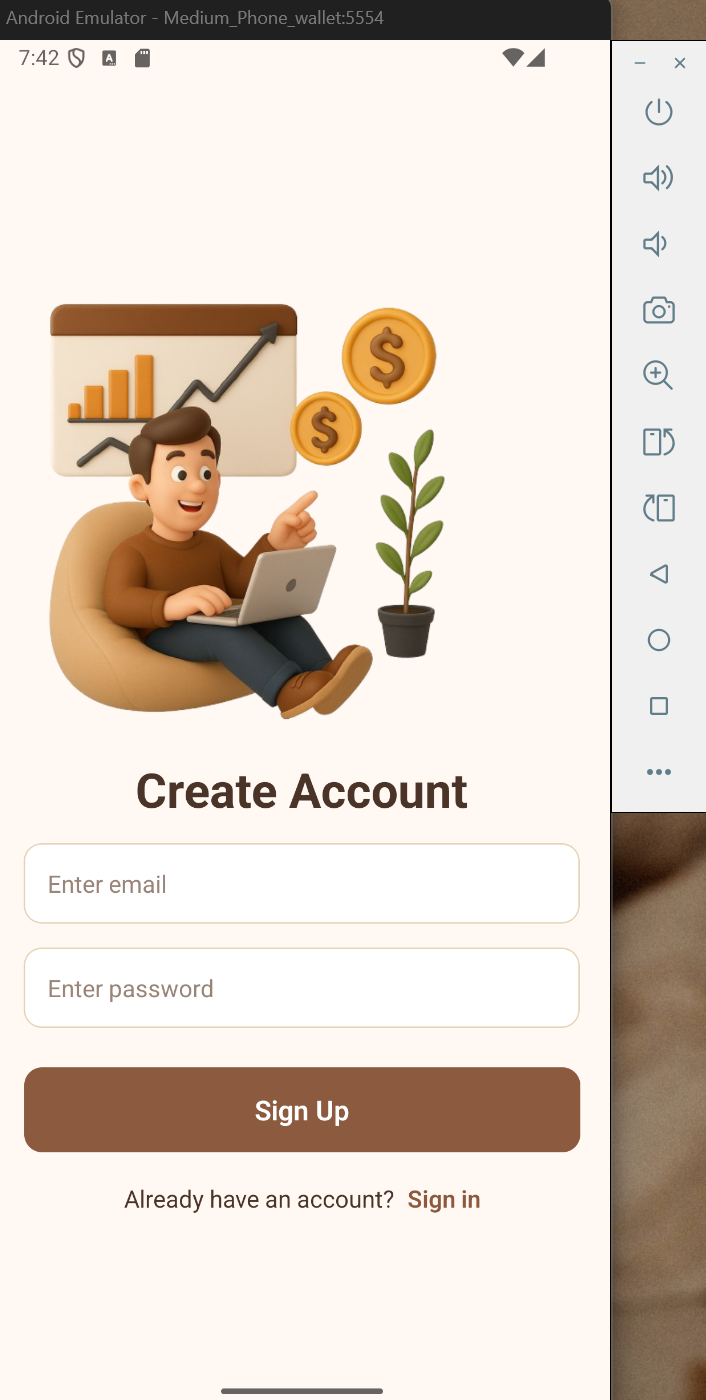 Android Emulator - Medium_Phone_wallet:5554
7:42
A
$
$
Create Account
Enter email
Enter password
Sign Up
Already have an account? Sign in